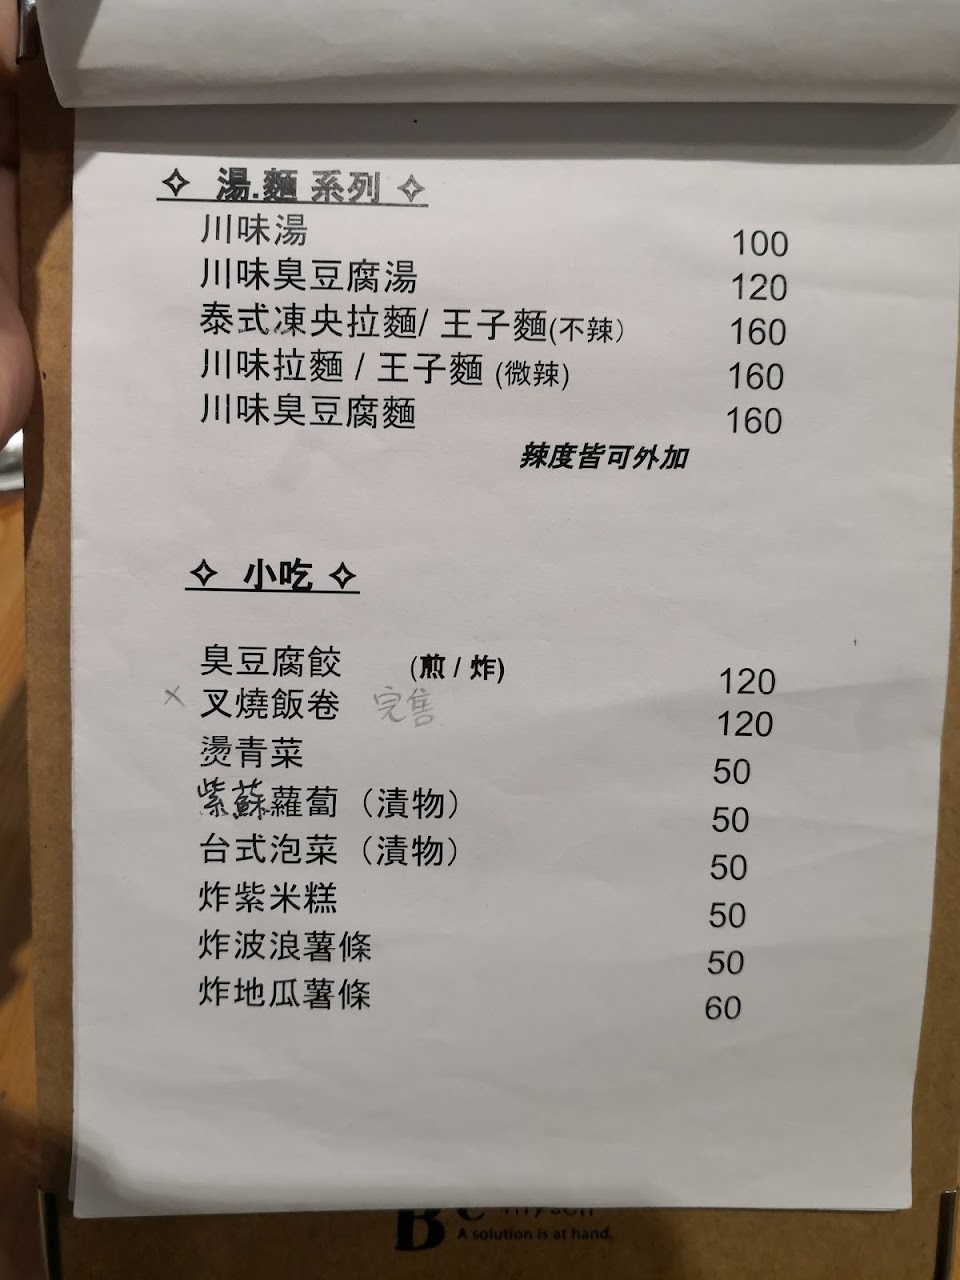 ✧ 湯.麵 系列 ✧
川味湯 100
川味臭豆腐湯 120
泰式凍央拉麵/ 王子麵(不辣) 160
川味拉麵 / 王子麵 (微辣) 160
川味臭豆腐麵 160
辣度皆可外加
✧ 小吃 ✧
臭豆腐餃 (煎 / 炸) 120
× 叉燒飯卷 完售 120
燙青菜 50
紫蘇蘿蔔（漬物） 50
台式泡菜（漬物） 50
炸紫米糕 50
炸波浪薯條 50
炸地瓜薯條 60
A solution is at hand.